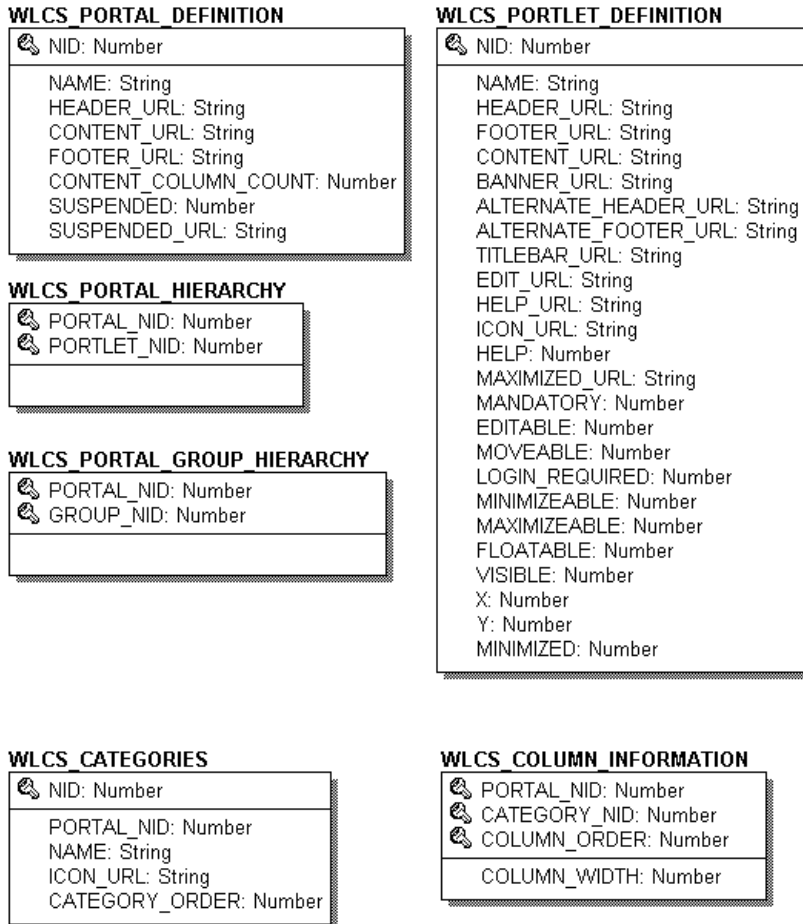 WLCS_PORTAL_DEFINITION
NID: Number
NAME: String
HEADER_URL: String
CONTENT_URL: String
FOOTER_URL: String
CONTENT_COLUMN_COUNT: Number
SUSPENDED: Number
SUSPENDED_URL: String
WLCS_PORTAL_HIERARCHY
PORTAL_NID: Number
PORTLET_NID: Number
WLCS_PORTAL_GROUP_HIERARCHY
PORTAL_NID: Number
GROUP_NID: Number
WLCS_PORTLET_DEFINITION
NID: Number
NAME: String
HEADER_URL: String
FOOTER_URL: String
CONTENT_URL: String
BANNER_URL: String
ALTERNATE_HEADER_URL: String
ALTERNATE_FOOTER_URL: String
TITLEBAR_URL: String
EDIT_URL: String
HELP_URL: String
ICON_URL: String
HELP: Number
MAXIMIZED_URL: String
MANDATORY: Number
EDITABLE: Number
MOVEABLE: Number
LOGIN_REQUIRED: Number
MINIMIZEABLE: Number
MAXIMIZEABLE: Number
FLOATABLE: Number
VISIBLE: Number
X: Number
Y: Number
MINIMIZED: Number
WLCS_CATEGORIES
NID: Number
PORTAL_NID: Number
NAME: String
ICON_URL: String
CATEGORY_ORDER: Number
WLCS_COLUMN_INFORMATION
PORTAL_NID: Number
CATEGORY_NID: Number
COLUMN_ORDER: Number
COLUMN_WIDTH: Number